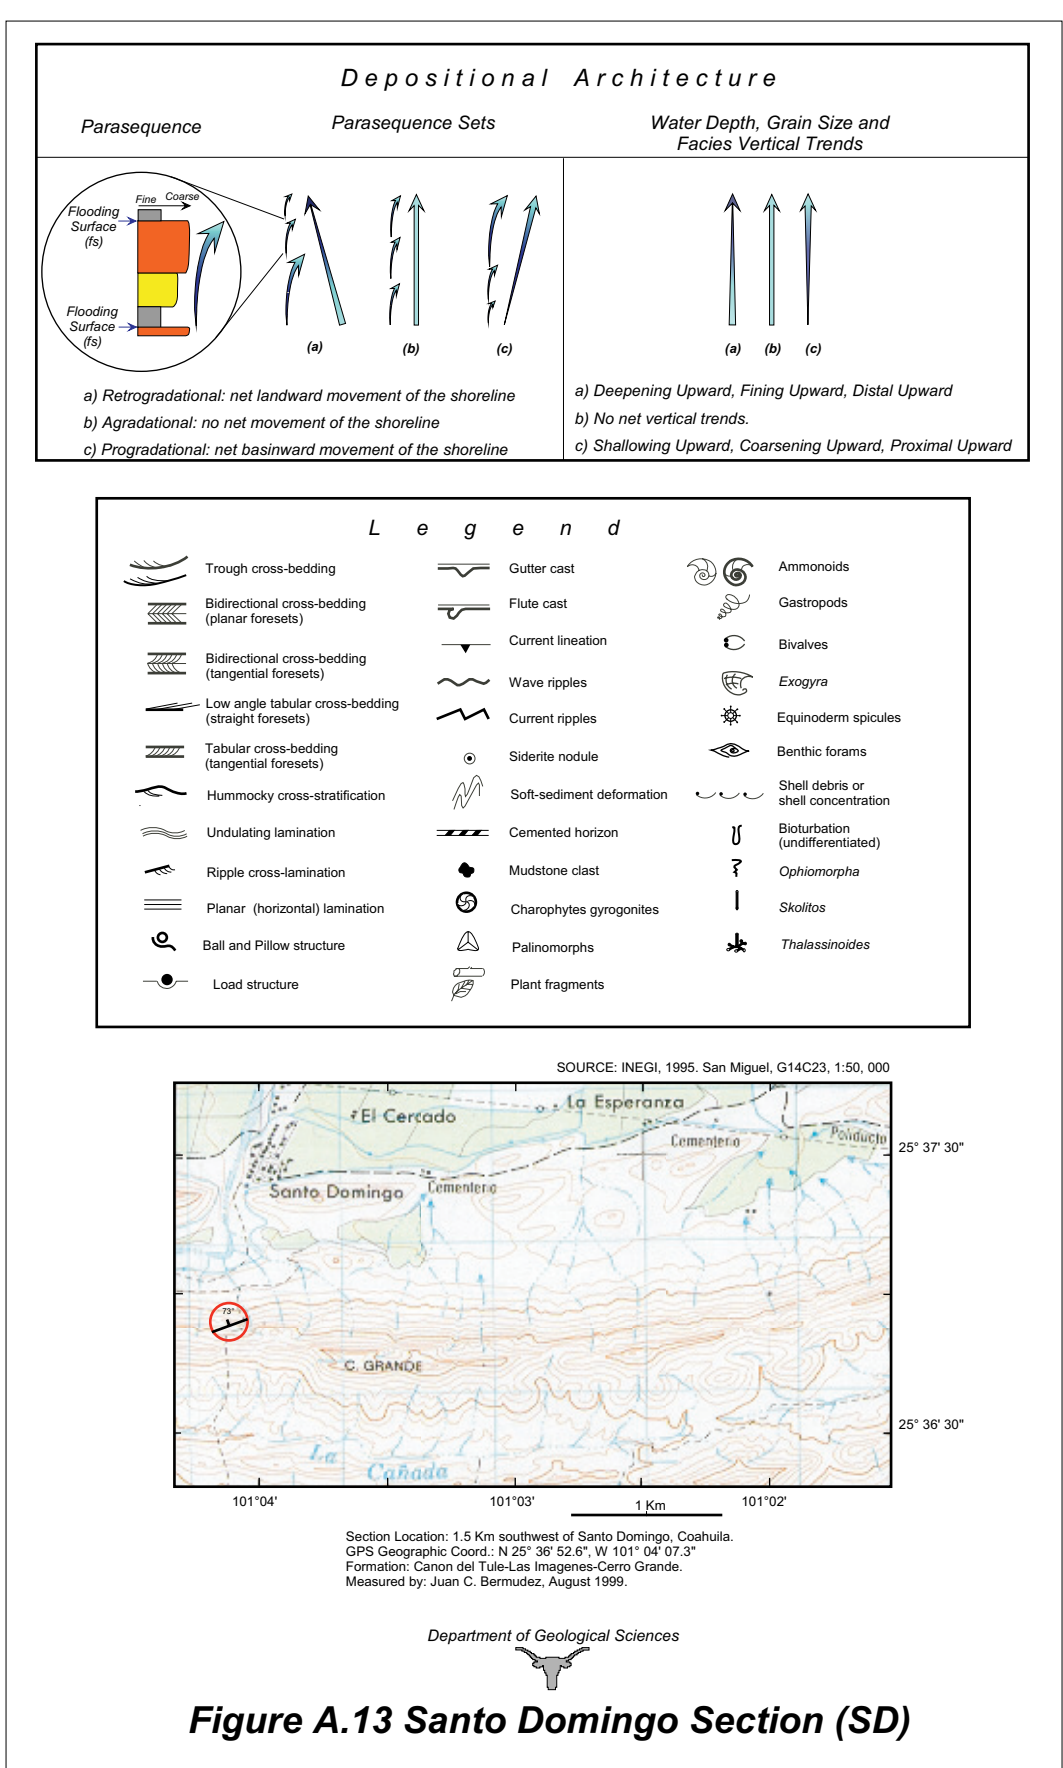 Depositional Architecture
Parasequence
Parasequence Sets
Water Depth, Grain Size and
Facies Vertical Trends
Fine Coarse
Flooding
Surface
(fs)
Flooding
Surface
(fs)
(a)
(b)
(c)
(a)
(b)
(c)
a) Retrogradational: net landward movement of the shoreline
b) Agradational: no net movement of the shoreline
c) Progradational: net basinward movement of the shoreline
a) Deepening Upward, Fining Upward, Distal Upward
b) No net vertical trends.
c) Shallowing Upward, Coarsening Upward, Proximal Upward
Legend
Trough cross-bedding
Bidirectional cross-bedding
(planar foresets)
Bidirectional cross-bedding
(tangential foresets)
Low angle tabular cross-bedding
(straight foresets)
Tabular cross-bedding
(tangential foresets)
Hummocky cross-stratification
Undulating lamination
Ripple cross-lamination
Planar (horizontal) lamination
Ball and Pillow structure
Load structure
Gutter cast
Flute cast
Current lineation
Wave ripples
Current ripples
Siderite nodule
Soft-sediment deformation
Cemented horizon
Mudstone clast
Charophytes gyrogonites
Palinomorphs
Plant fragments
Ammonoids
Gastropods
Bivalves
Exogyra
Equinoderm spicules
Benthic forams
Shell debris or
shell concentration
Bioturbation
(undifferentiated)
Ophiomorpha
Skolitos
Thalassinoides
SOURCE: INEGI, 1995. San Miguel, G14C23, 1:50, 000
El Cercado
La Esperanza
Cementerio
Poliducto
25° 37' 30"
Santo Domingo
Cementerio
73°
C. GRANDE
25° 36' 30"
La
Cañada
101°04'
101°03'
1 Km
101°02'
Section Location: 1.5 Km southwest of Santo Domingo, Coahuila.
GPS Geographic Coord.: N 25° 36' 52.6", W 101° 04' 07.3"
Formation: Canon del Tule-Las Imagenes-Cerro Grande.
Measured by: Juan C. Bermudez, August 1999.
Department of Geological Sciences
Figure A.13 Santo Domingo Section (SD)